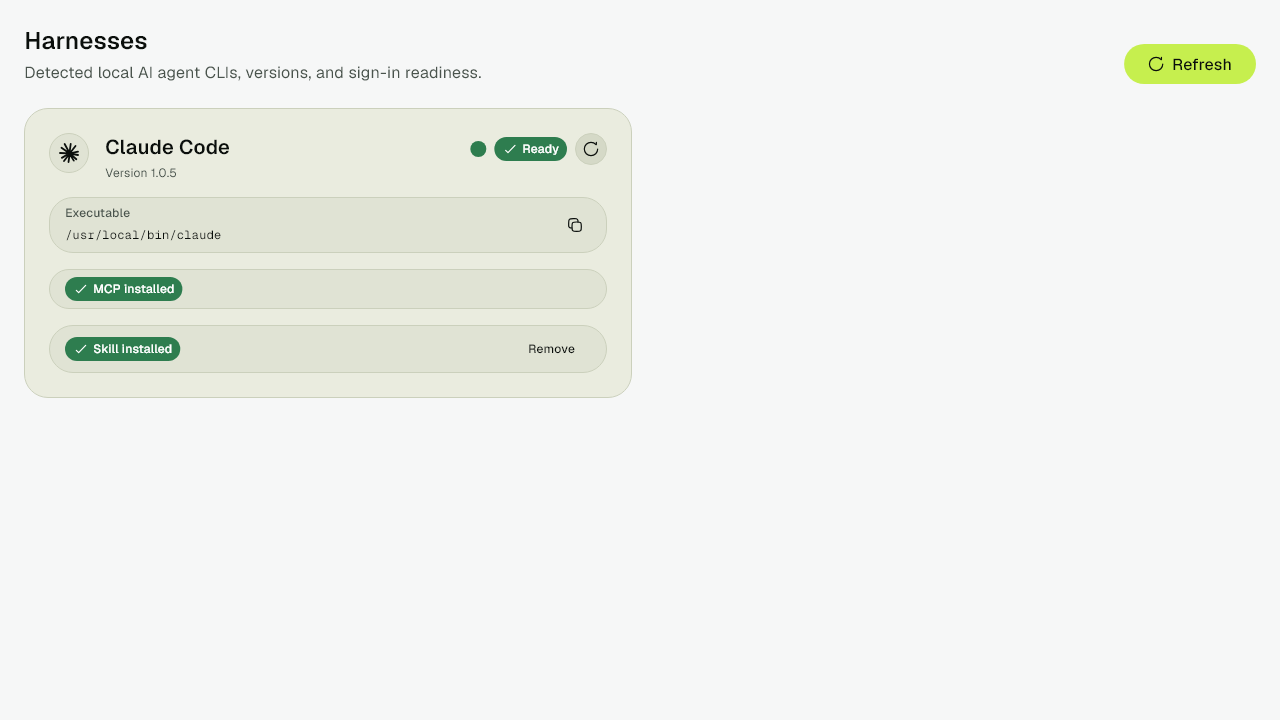 Harnesses
Detected local AI agent CLIs, versions, and sign-in readiness.
Refresh
Claude Code
Version 1.0.5
Ready
Executable
/usr/local/bin/claude
MCP installed
Skill installed
Remove